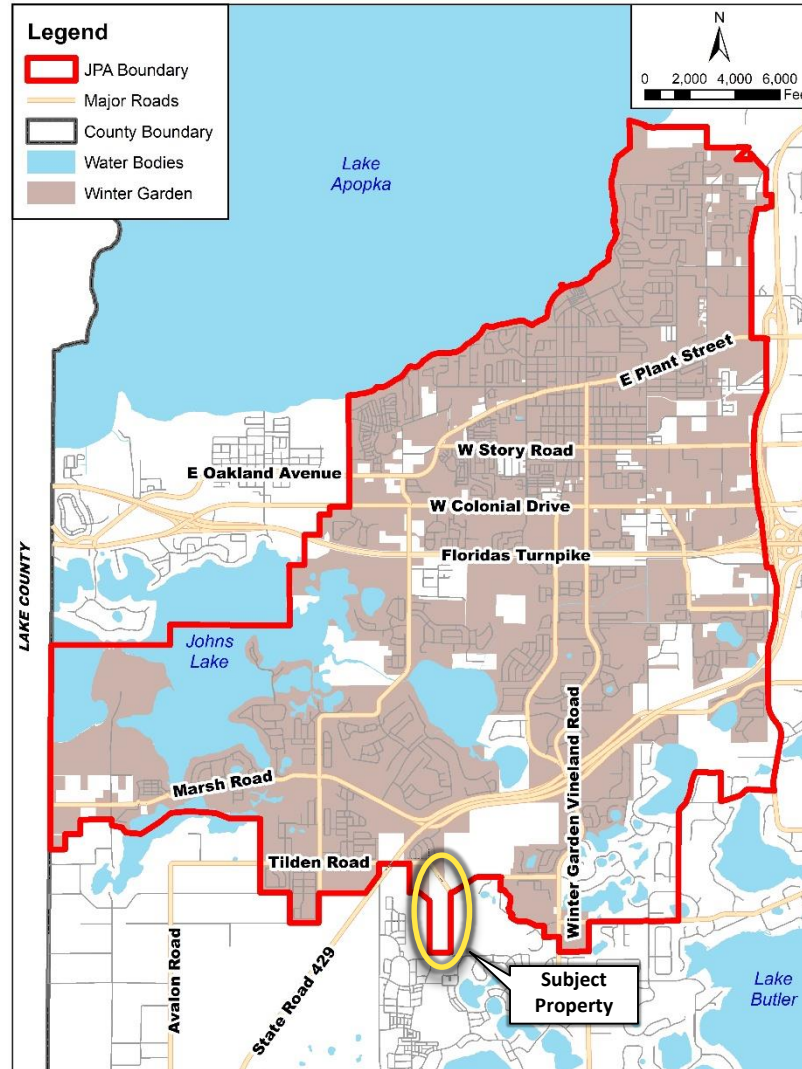 Legend
JPA Boundary
Major Roads
County Boundary
Water Bodies
Winter Garden
N
0 2,000 4,000 6,000
Fee
Lake
Apopka
E Plant Street
W Story Road
E Oakland Avenue
W Colonial Drive
Floridas Turnpike
LAKE COUNTY
Johns
Lake
Marsh Road
Winter Garden Vineland Road
Tilden Road
Avalon Road
State Road 429
Subject
Property
Lake
Butler